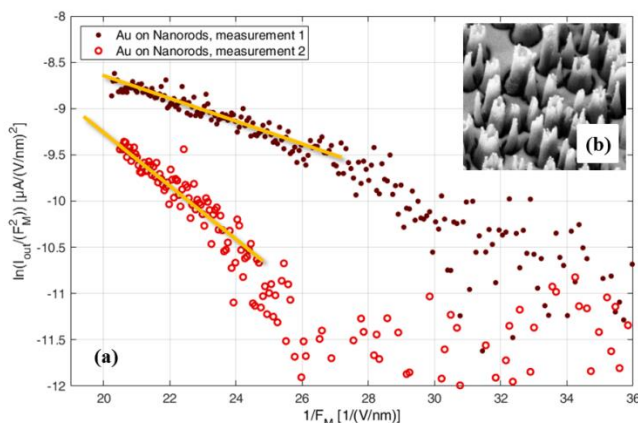 Au on Nanorods, measurement 1
Au on Nanorods, measurement 2
(b)
(a)
ln(I_out/(F_M^2)) [µA/(V/nm)^2]
-8
-8.5
-9
-9.5
-10
-10.5
-11
-11.5
-12
20 22 24 26 28 30 32 34 36
1/F_M [1/(V/nm)]